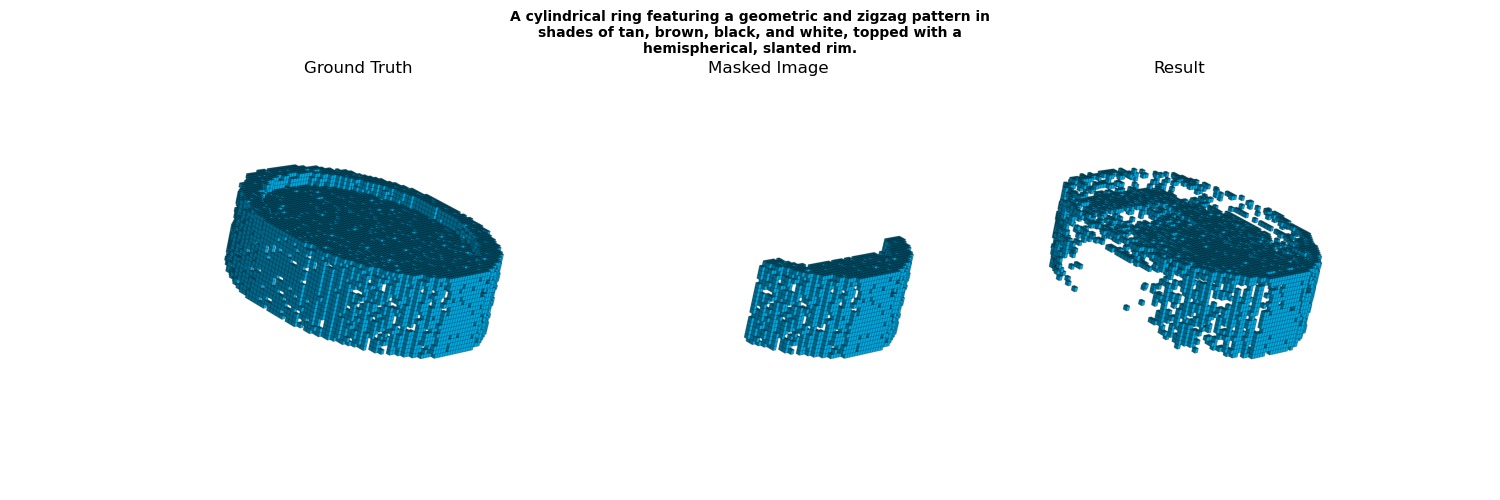 A cylindrical ring featuring a geometric and zigzag pattern in
shades of tan, brown, black, and white, topped with a
hemispherical, slanted rim.
Ground Truth
Masked Image
Result